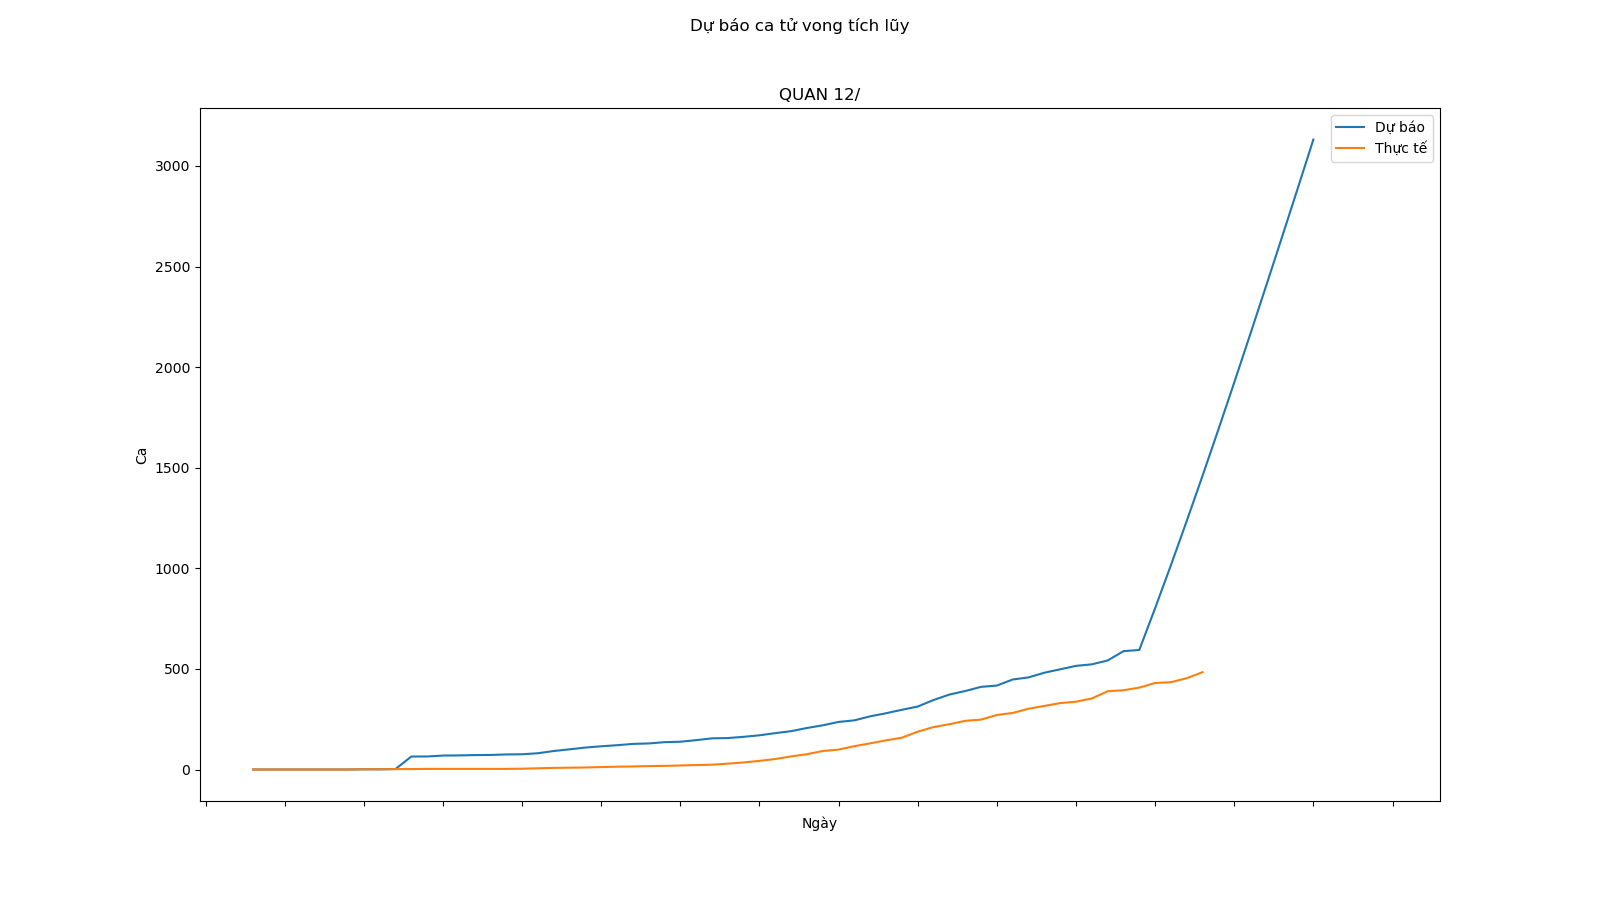 Dự báo ca tử vong tích lũy
QUAN 12/
Dự báo
Thực tế
3000
2500
2000
1500
1000
500
0
Ca
Ngày